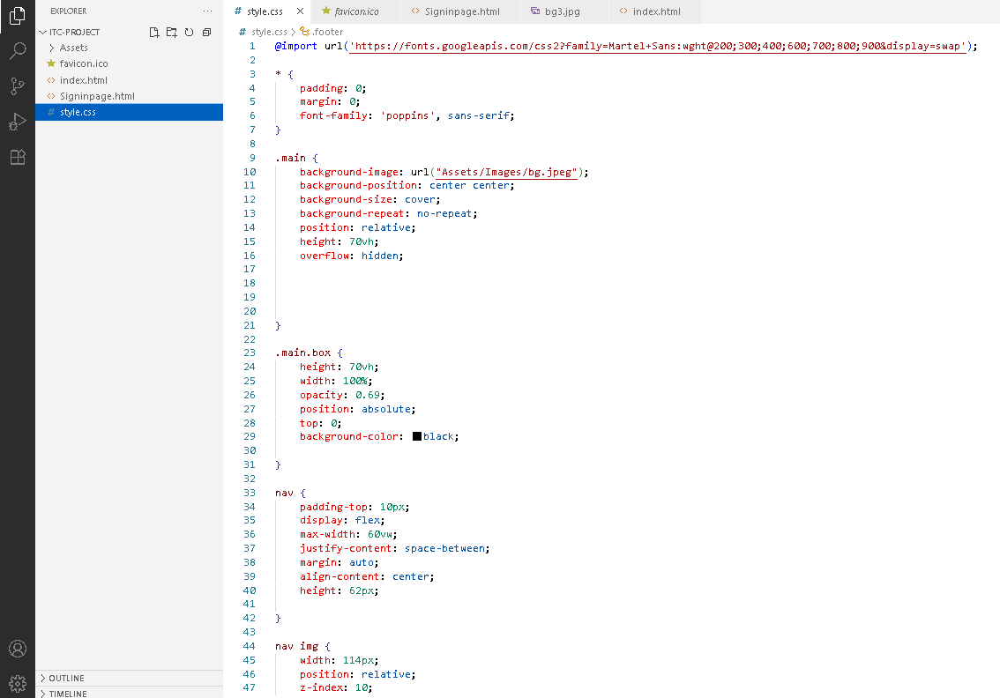 EXPLORER ...
ITC-PROJECT
Assets
favicon.ico
index.html
Signinpage.html
# style.css
OUTLINE
TIMELINE
# style.css × favicon.ico Signinpage.html bg3.jpg index.html
# style.css > .footer
1 @import url('https://fonts.googleapis.com/css2?family=Martel+Sans:wght@200;300;400;600;700;800;900&display=swap');
2
3 * {
4 padding: 0;
5 margin: 0;
6 font-family: 'poppins', sans-serif;
7 }
8
9 .main {
10 background-image: url("Assets/Images/bg.jpeg");
11 background-position: center center;
12 background-size: cover;
13 background-repeat: no-repeat;
14 position: relative;
15 height: 70vh;
16 overflow: hidden;
17
18
19
20
21 }
22
23 .main.box {
24 height: 70vh;
25 width: 100%;
26 opacity: 0.69;
27 position: absolute;
28 top: 0;
29 background-color: black;
30
31 }
32
33 nav {
34 padding-top: 10px;
35 display: flex;
36 max-width: 60vw;
37 justify-content: space-between;
38 margin: auto;
39 align-content: center;
40 height: 62px;
41
42 }
43
44 nav img {
45 width: 114px;
46 position: relative;
47 z-index: 10;